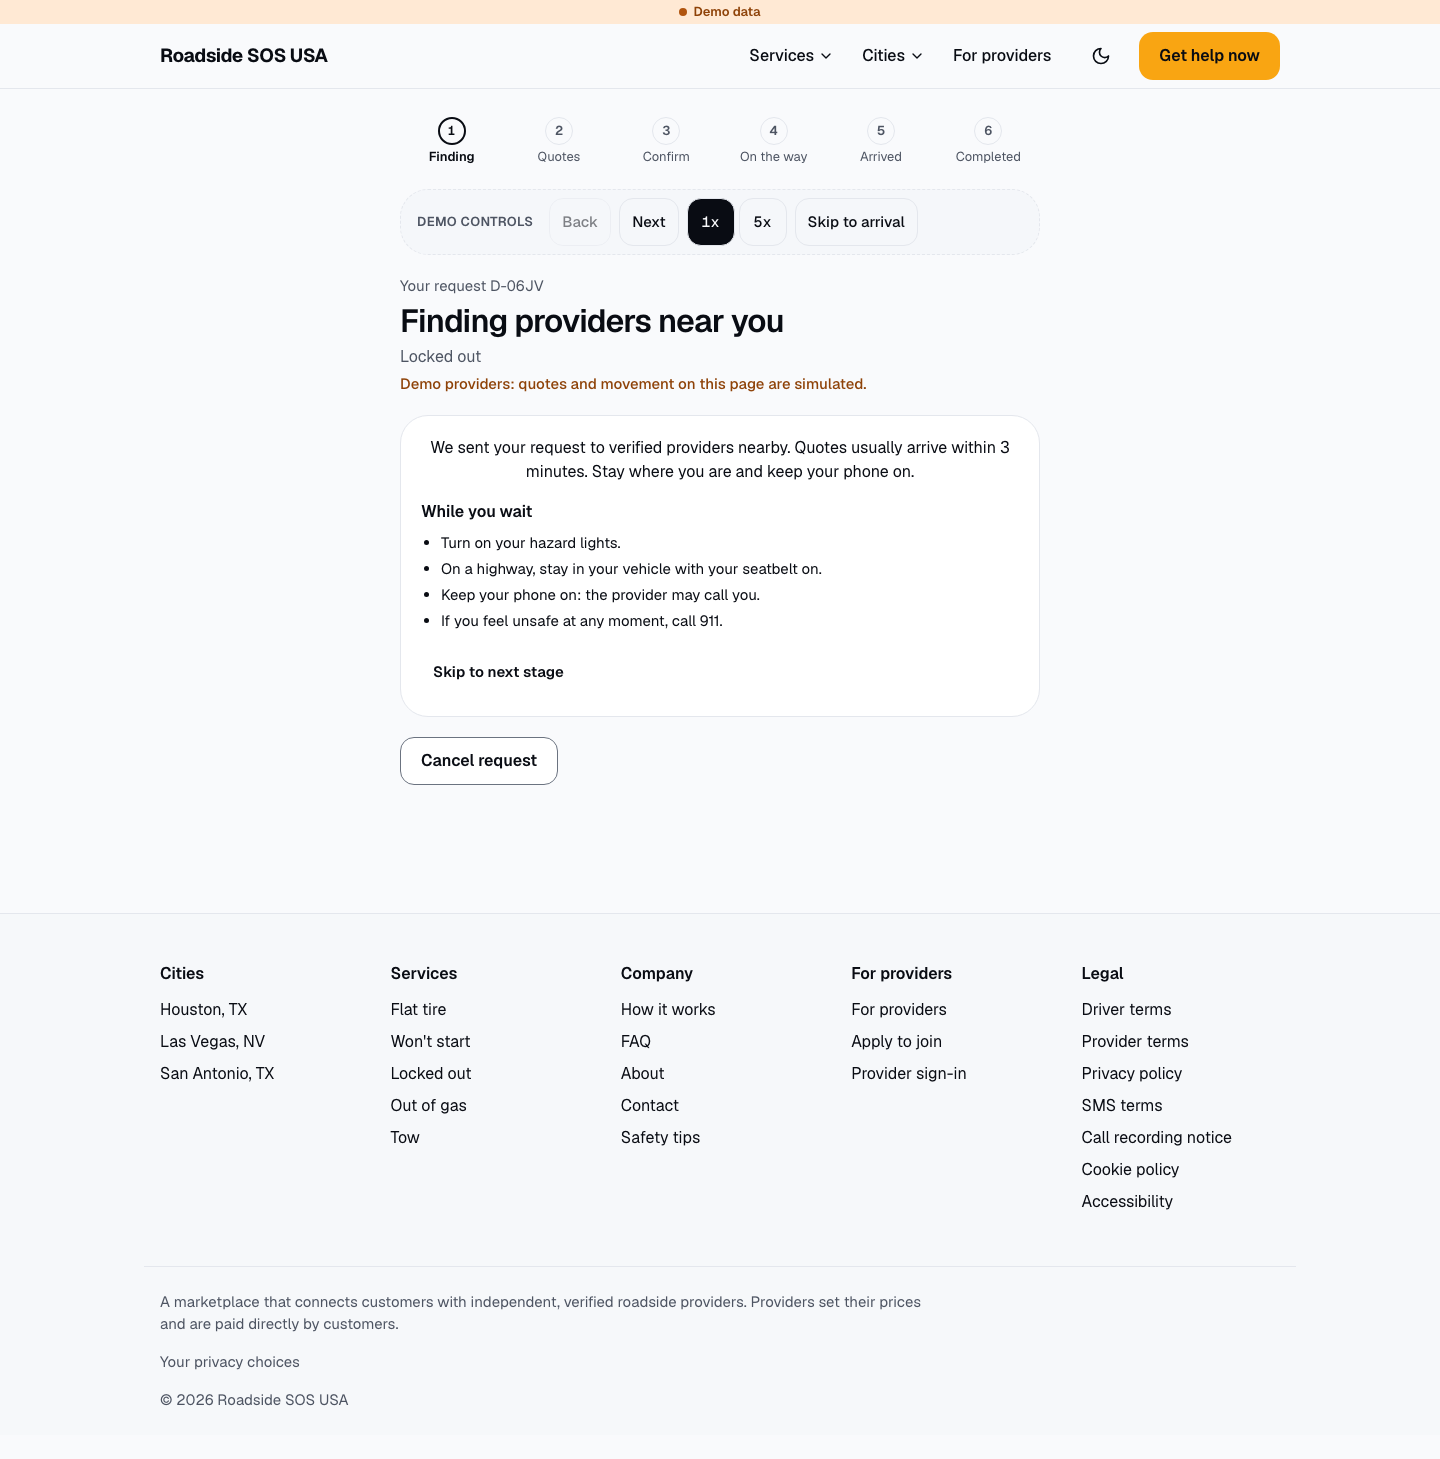 Demo data
Roadside SOS USA
Services
Cities
For providers
Get help now
1
Finding
2
Quotes
3
Confirm
4
On the way
5
Arrived
6
Completed
DEMO CONTROLS
Back
Next
1x
5x
Skip to arrival
Your request D-06JV
Finding providers near you
Locked out
Demo providers: quotes and movement on this page are simulated.
We sent your request to verified providers nearby. Quotes usually arrive within 3
minutes. Stay where you are and keep your phone on.
While you wait
Turn on your hazard lights.
On a highway, stay in your vehicle with your seatbelt on.
Keep your phone on: the provider may call you.
If you feel unsafe at any moment, call 911.
Skip to next stage
Cancel request
Cities
Houston, TX
Las Vegas, NV
San Antonio, TX
Services
Flat tire
Won't start
Locked out
Out of gas
Tow
Company
How it works
FAQ
About
Contact
Safety tips
For providers
For providers
Apply to join
Provider sign-in
Legal
Driver terms
Provider terms
Privacy policy
SMS terms
Call recording notice
Cookie policy
Accessibility
A marketplace that connects customers with independent, verified roadside providers. Providers set their prices
and are paid directly by customers.
Your privacy choices
© 2026 Roadside SOS USA